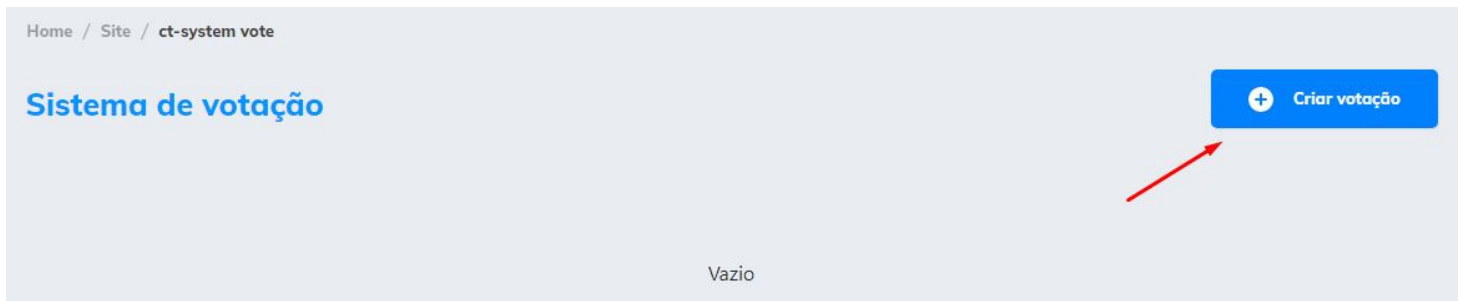 Home / Site / ct-system vote
Sistema de votação
Criar votação
Vazio